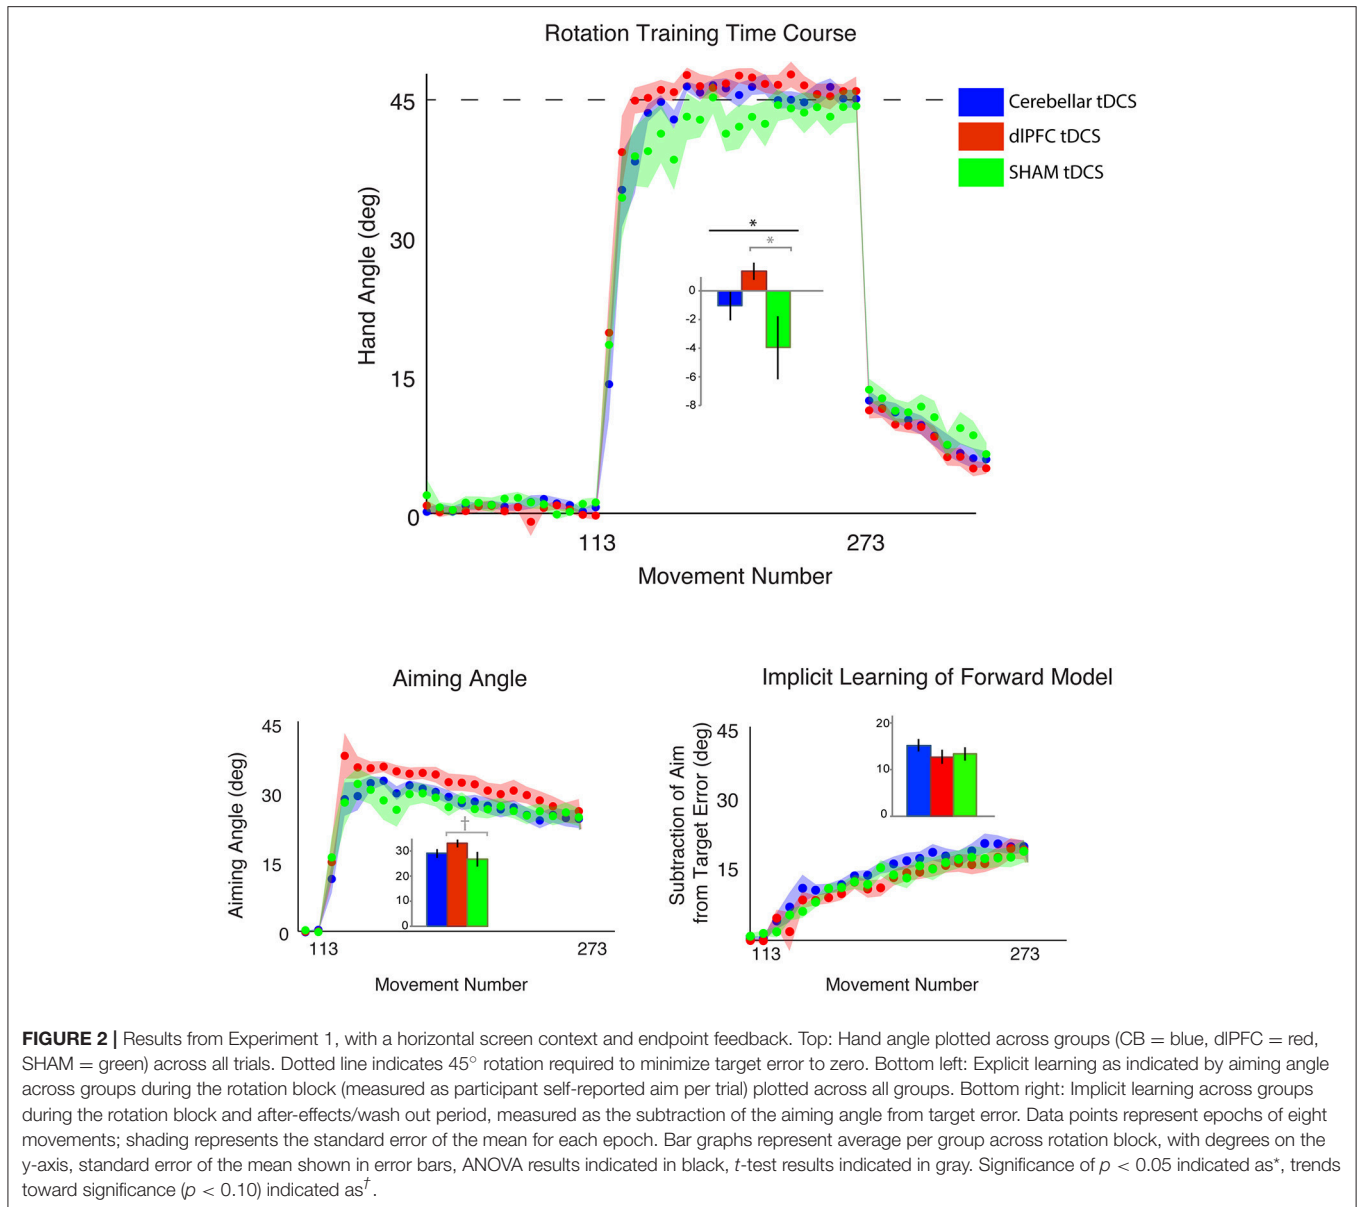 Rotation Training Time Course
45
30
15
0
Hand Angle (deg)
Cerebellar tDCS
dlPFC tDCS
SHAM tDCS
*
*
0
-2
-4
-6
-8
113
273
Movement Number
Aiming Angle
45
30
15
0
Aiming Angle (deg)
†
30
20
10
0
113
273
Movement Number
Implicit Learning of Forward Model
45
30
15
Subtraction of Aim
from Target Error (deg)
20
10
0
113
273
Movement Number
FIGURE 2 | Results from Experiment 1, with a horizontal screen context and endpoint feedback. Top: Hand angle plotted across groups (CB = blue, dlPFC = red,
SHAM = green) across all trials. Dotted line indicates 45° rotation required to minimize target error to zero. Bottom left: Explicit learning as indicated by aiming angle
across groups during the rotation block (measured as participant self-reported aim per trial) plotted across all groups. Bottom right: Implicit learning across groups
during the rotation block and after-effects/wash out period, measured as the subtraction of the aiming angle from target error. Data points represent epochs of eight
movements; shading represents the standard error of the mean for each epoch. Bar graphs represent average per group across rotation block, with degrees on the
y-axis, standard error of the mean shown in error bars, ANOVA results indicated in black, t-test results indicated in gray. Significance of p < 0.05 indicated as*, trends
toward significance (p < 0.10) indicated as†.